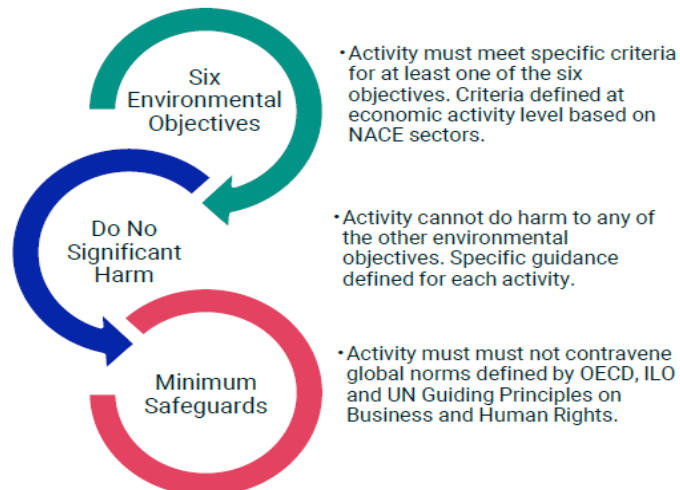 Six
Environmental
Objectives
•Activity must meet specific criteria
for at least one of the six
objectives. Criteria defined at
economic activity level based on
NACE sectors.
Do No
Significant
Harm
•Activity cannot do harm to any of
the other environmental
objectives. Specific guidance
defined for each activity.
Minimum
Safeguards
•Activity must must not contravene
global norms defined by OECD, ILO
and UN Guiding Principles on
Business and Human Rights.